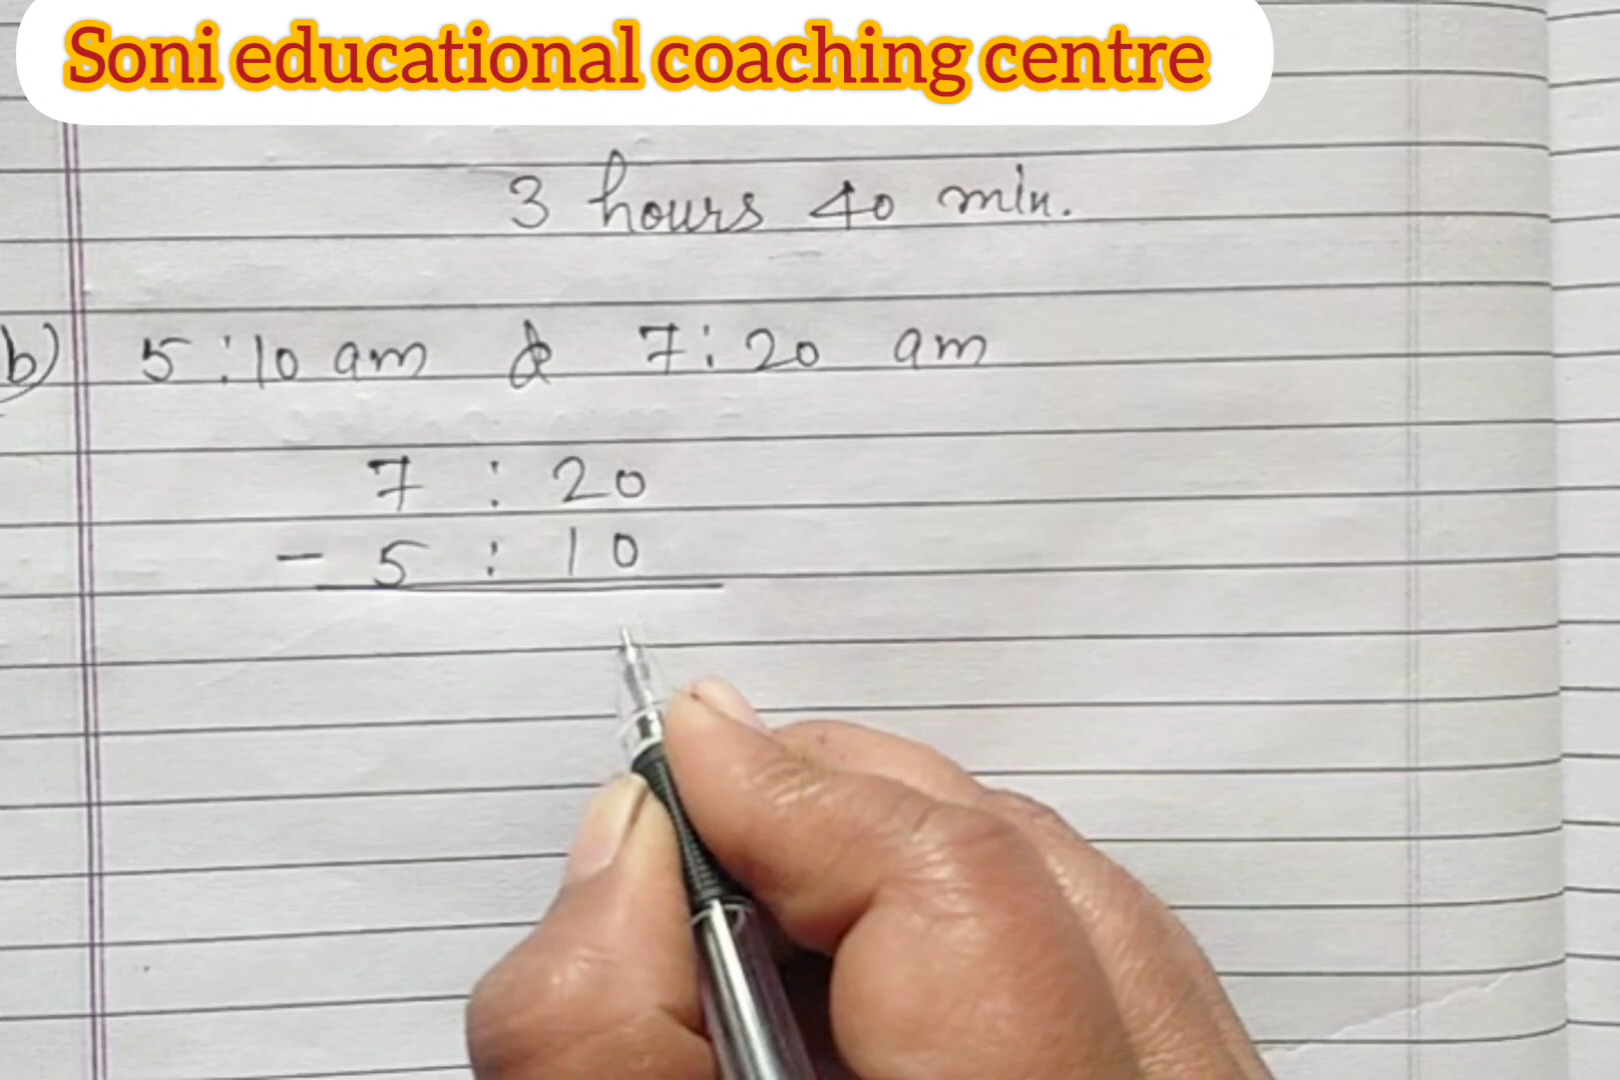 Soni educational coaching centre
3 hours 40 min.
b) 5:10 am & 7:20 am
7 : 20
- 5 : 10